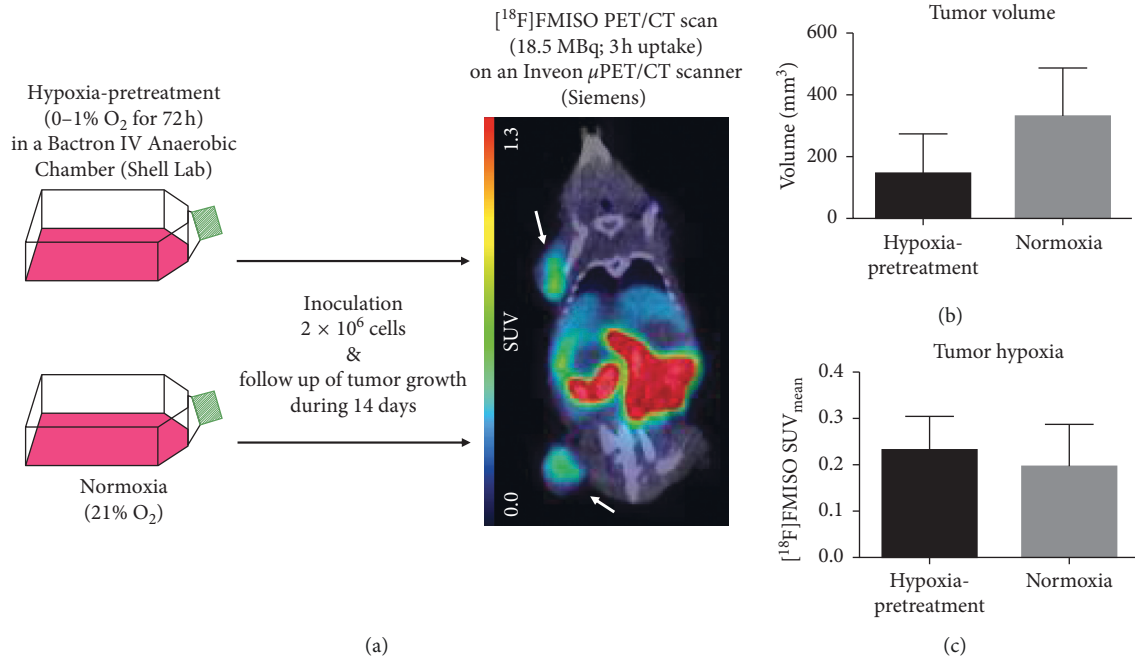 [¹⁸F]FMISO PET/CT scan
(18.5 MBq; 3 h uptake)
on an Inveon μPET/CT scanner
(Siemens)
Hypoxia-pretreatment
(0–1% O₂ for 72 h)
in a Bactron IV Anaerobic
Chamber (Shell Lab)
Inoculation
2 × 10⁶ cells
&
follow up of tumor growth
during 14 days
Normoxia
(21% O₂)
1.3
SUV
0.0
(a)
Tumor volume
Volume (mm³)
600
400
200
0
Hypoxia-
pretreatment
Normoxia
(b)
Tumor hypoxia
[¹⁸F]FMISO SUVmean
0.4
0.3
0.2
0.1
0.0
Hypoxia-
pretreatment
Normoxia
(c)